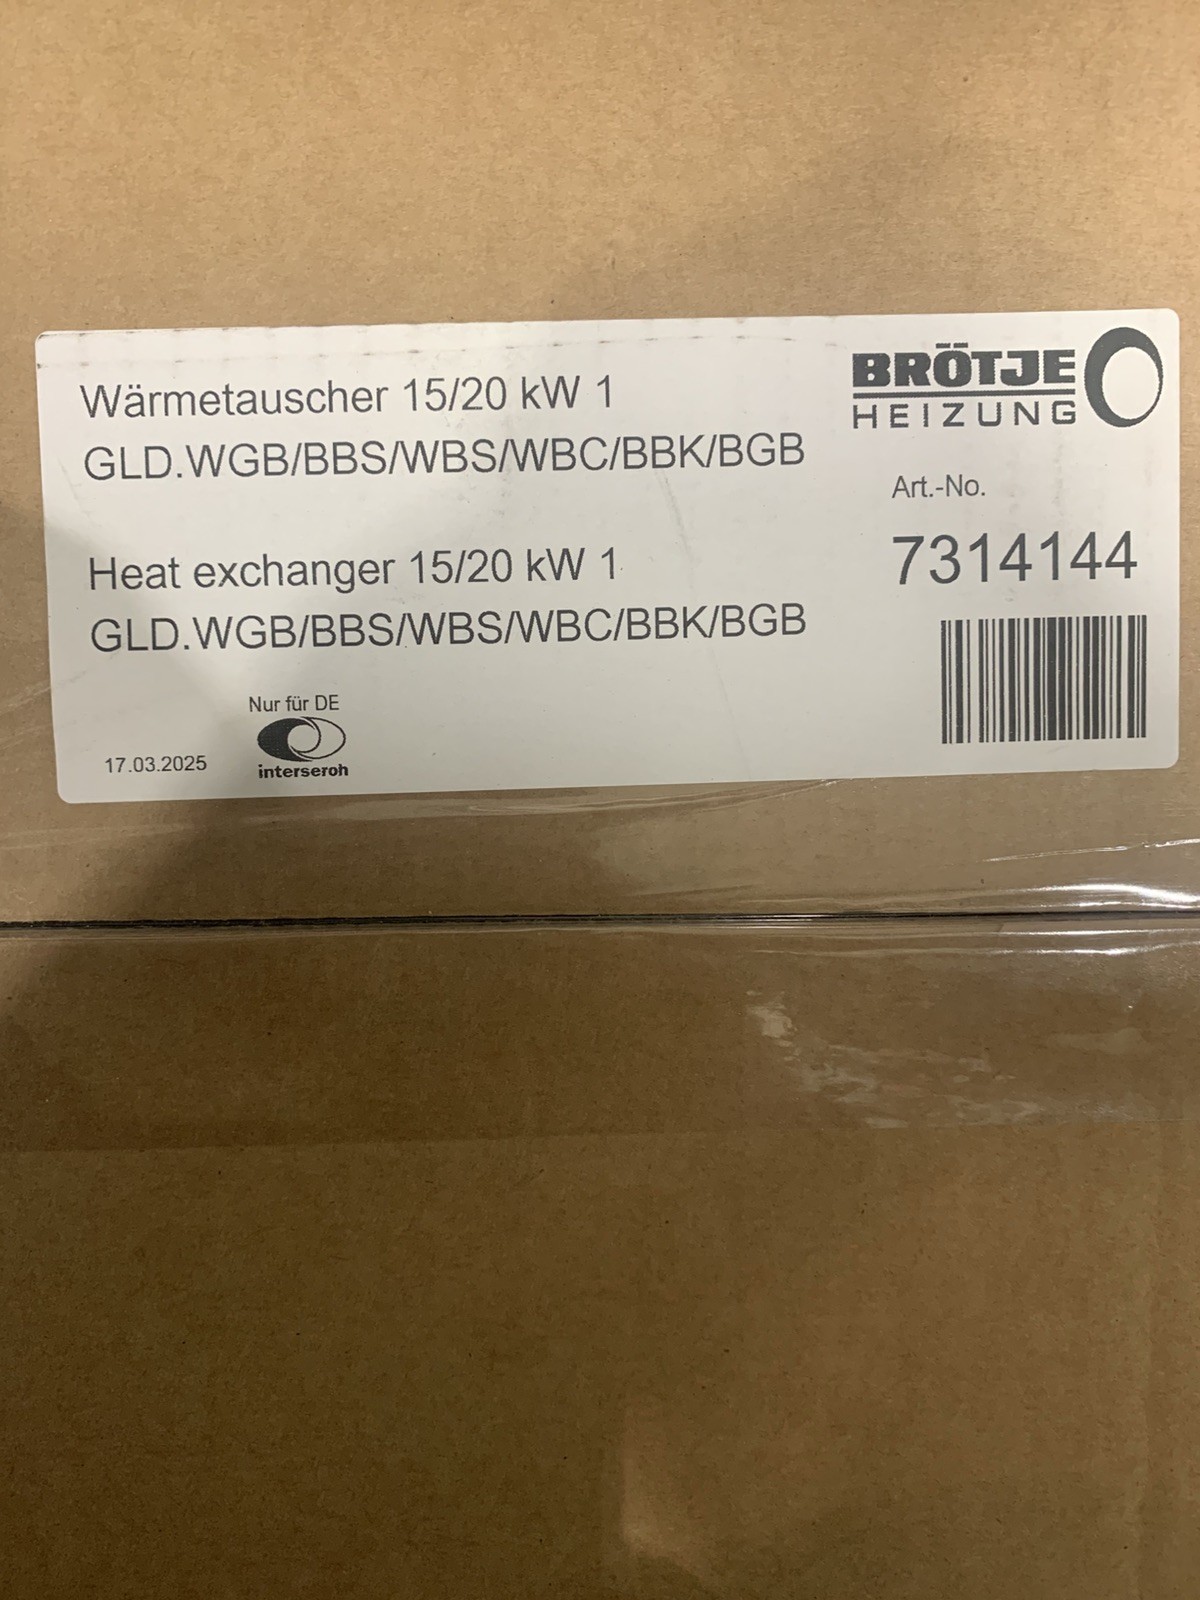 Wärmetauscher 15/20 kW 1
GLD.WGB/BBS/WBS/WBC/BBK/BGB
Heat exchanger 15/20 kW 1
GLD.WGB/BBS/WBS/WBC/BBK/BGB
Nur für DE
interseroh
17.03.2025
BRÖTJE
HEIZUNG
Art.-No.
7314144